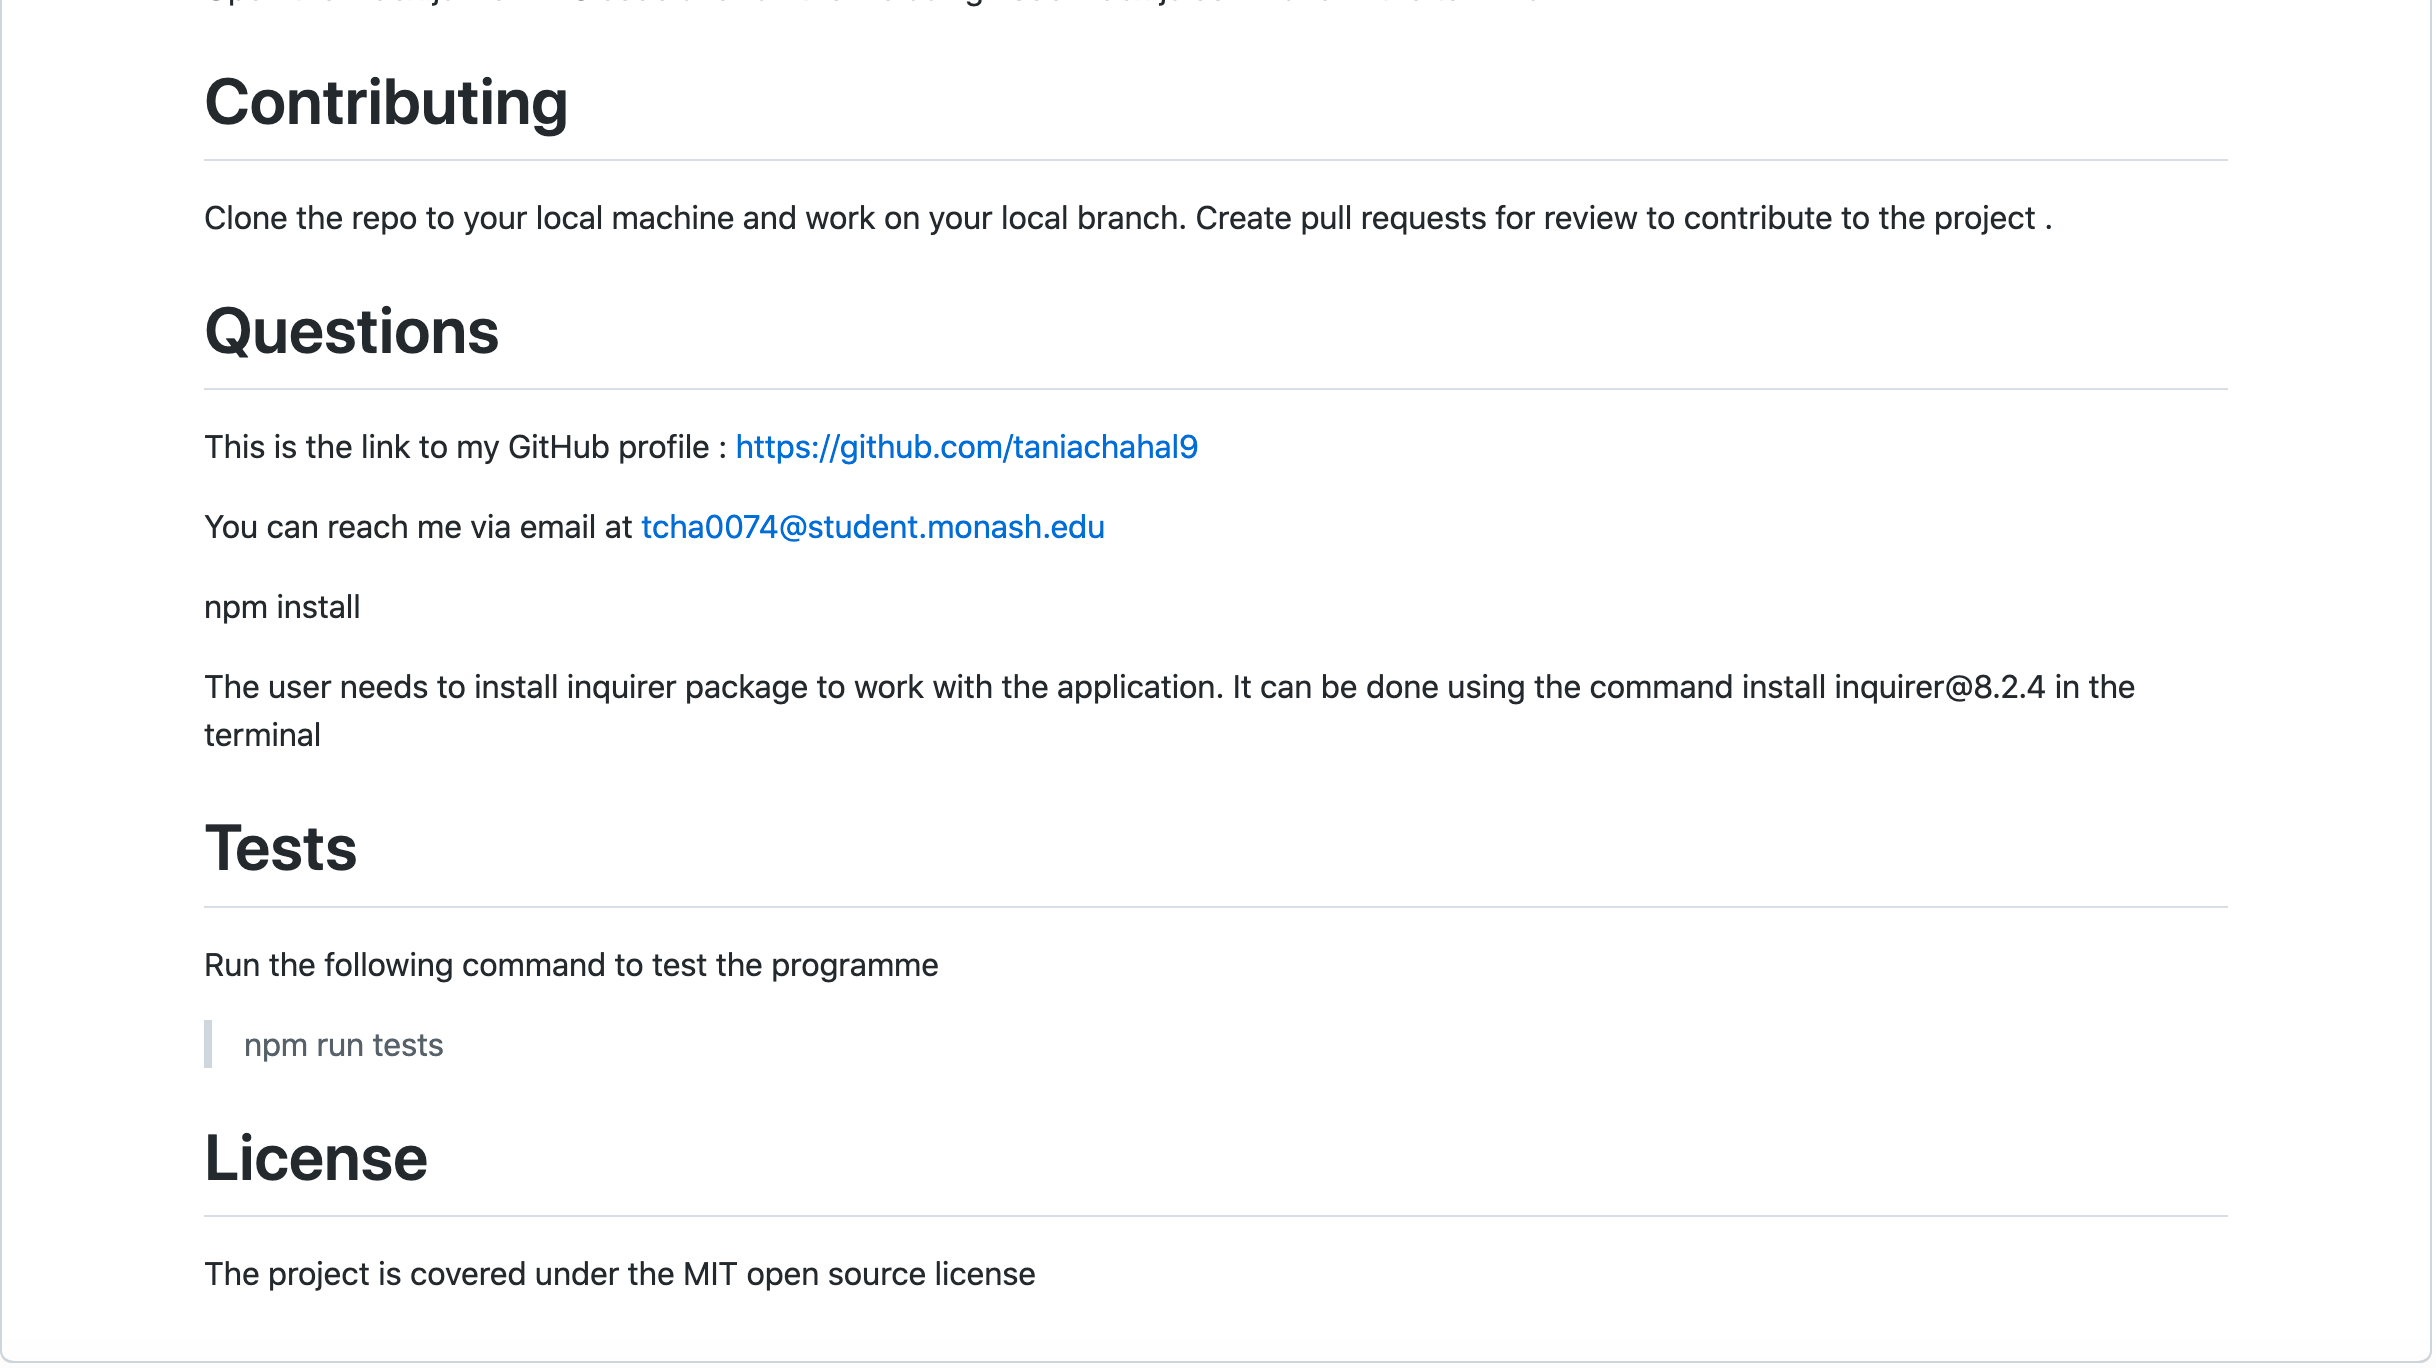 Contributing
Clone the repo to your local machine and work on your local branch. Create pull requests for review to contribute to the project .
Questions
This is the link to my GitHub profile : https://github.com/taniachahal9
You can reach me via email at tcha0074@student.monash.edu
npm install
The user needs to install inquirer package to work with the application. It can be done using the command install inquirer@8.2.4 in the
terminal
Tests
Run the following command to test the programme
npm run tests
License
The project is covered under the MIT open source license